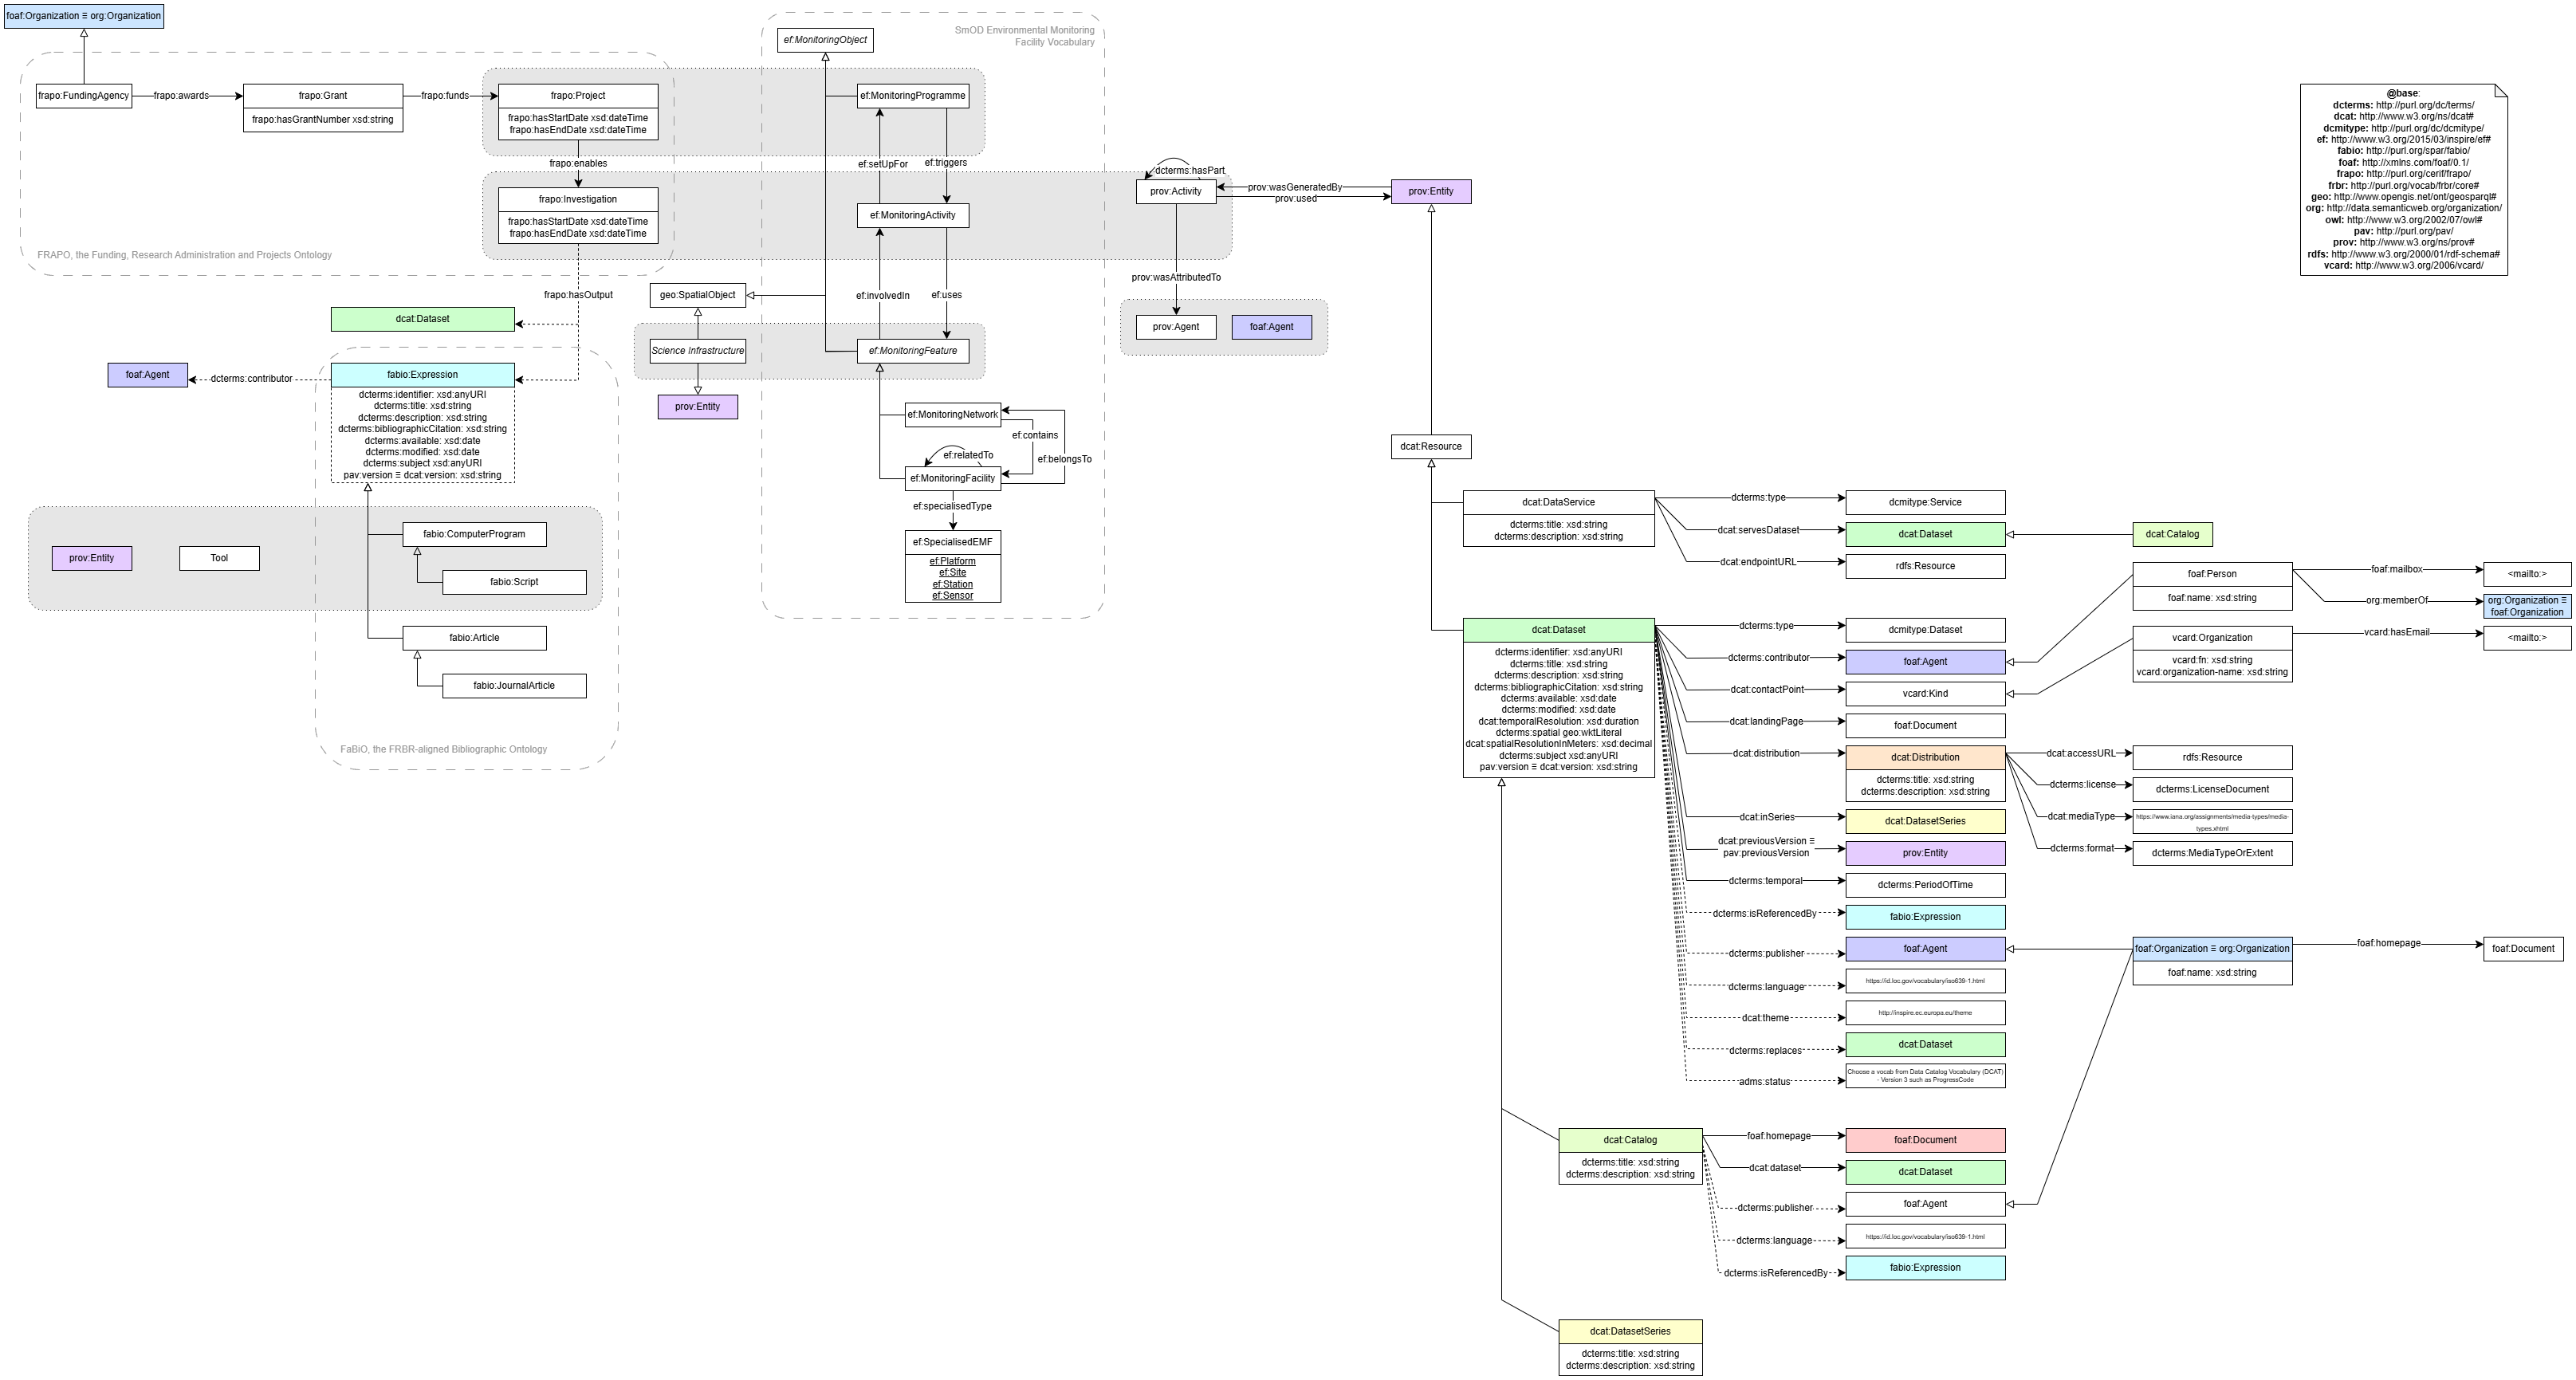 foaf:Organization ≡ org:Organization
frapo:FundingAgency
frapo:awards
frapo:Grant
frapo:hasGrantNumber xsd:string
frapo:funds
frapo:Project
frapo:hasStartDate xsd:dateTime
frapo:hasEndDate xsd:dateTime
frapo:enables
frapo:Investigation
frapo:hasStartDate xsd:dateTime
frapo:hasEndDate xsd:dateTime
FRAPO, the Funding, Research Administration and Projects Ontology
frapo:hasOutput
dcat:Dataset
foaf:Agent
dcterms:contributor
fabio:Expression
dcterms:identifier: xsd:anyURI
dcterms:title: xsd:string
dcterms:description: xsd:string
dcterms:bibliographicCitation: xsd:string
dcterms:available: xsd:date
dcterms:modified: xsd:date
dcterms:subject xsd:anyURI
pav:version ≡ dcat:version: xsd:string
prov:Entity
Tool
fabio:ComputerProgram
fabio:Script
fabio:Article
fabio:JournalArticle
FaBiO, the FRBR-aligned Bibliographic Ontology
SmOD Environmental Monitoring
Facility Vocabulary
ef:MonitoringObject
ef:MonitoringProgramme
ef:setUpFor
ef:triggers
ef:MonitoringActivity
geo:SpatialObject
ef:involvedIn
ef:uses
Science Infrastructure
ef:MonitoringFeature
prov:Entity
ef:MonitoringNetwork
ef:contains
ef:relatedTo
ef:belongsTo
ef:MonitoringFacility
ef:specialisedType
ef:SpecialisedEMF
ef:Platform
ef:Site
ef:Station
ef:Sensor
dcterms:hasPart
prov:Activity
prov:wasGeneratedBy
prov:used
prov:Entity
prov:wasAttributedTo
prov:Agent
foaf:Agent
@base:
dcterms: http://purl.org/dc/terms/
dcat: http://www.w3.org/ns/dcat#
dcmitype: http://purl.org/dc/dcmitype/
ef: http://www.w3.org/2015/03/inspire/ef#
fabio: http://purl.org/spar/fabio/
foaf: http://xmlns.com/foaf/0.1/
frapo: http://purl.org/cerif/frapo/
frbr: http://purl.org/vocab/frbr/core#
geo: http://www.opengis.net/ont/geosparql#
org: http://data.semanticweb.org/organization/
owl: http://www.w3.org/2002/07/owl#
pav: http://purl.org/pav/
prov: http://www.w3.org/ns/prov#
rdfs: http://www.w3.org/2000/01/rdf-schema#
vcard: http://www.w3.org/2006/vcard/
dcat:Resource
dcat:DataService
dcterms:title: xsd:string
dcterms:description: xsd:string
dcterms:type
dcmitype:Service
dcat:servesDataset
dcat:Dataset
dcat:Catalog
dcat:endpointURL
rdfs:Resource
foaf:Person
foaf:name: xsd:string
foaf:mailbox
<mailto:>
org:memberOf
org:Organization ≡
foaf:Organization
vcard:Organization
vcard:fn: xsd:string
vcard:organization-name: xsd:string
vcard:hasEmail
<mailto:>
dcat:Dataset
dcterms:identifier: xsd:anyURI
dcterms:title: xsd:string
dcterms:description: xsd:string
dcterms:bibliographicCitation: xsd:string
dcterms:available: xsd:date
dcterms:modified: xsd:date
dcat:temporalResolution: xsd:duration
dcterms:spatial geo:wktLiteral
dcat:spatialResolutionInMeters: xsd:decimal
dcterms:subject xsd:anyURI
pav:version ≡ dcat:version: xsd:string
dcterms:type
dcmitype:Dataset
dcterms:contributor
foaf:Agent
dcat:contactPoint
vcard:Kind
dcat:landingPage
foaf:Document
dcat:distribution
dcat:Distribution
dcterms:title: xsd:string
dcterms:description: xsd:string
dcat:accessURL
rdfs:Resource
dcterms:license
dcterms:LicenseDocument
dcat:mediaType
https://www.iana.org/assignments/media-types/media-
types.xhtml
dcterms:format
dcterms:MediaTypeOrExtent
dcat:inSeries
dcat:DatasetSeries
dcat:previousVersion ≡
pav:previousVersion
prov:Entity
dcterms:temporal
dcterms:PeriodOfTime
dcterms:isReferencedBy
fabio:Expression
dcterms:publisher
foaf:Agent
foaf:Organization ≡ org:Organization
foaf:name: xsd:string
foaf:homepage
foaf:Document
dcterms:language
https://id.loc.gov/vocabulary/iso639-1.html
dcat:theme
http://inspire.ec.europa.eu/theme
dcterms:replaces
dcat:Dataset
adms:status
Choose a vocab from Data Catalog Vocabulary (DCAT)
- Version 3 such as ProgressCode
dcat:Catalog
dcterms:title: xsd:string
dcterms:description: xsd:string
foaf:homepage
foaf:Document
dcat:dataset
dcat:Dataset
dcterms:publisher
foaf:Agent
dcterms:language
https://id.loc.gov/vocabulary/iso639-1.html
dcterms:isReferencedBy
fabio:Expression
dcat:DatasetSeries
dcterms:title: xsd:string
dcterms:description: xsd:string